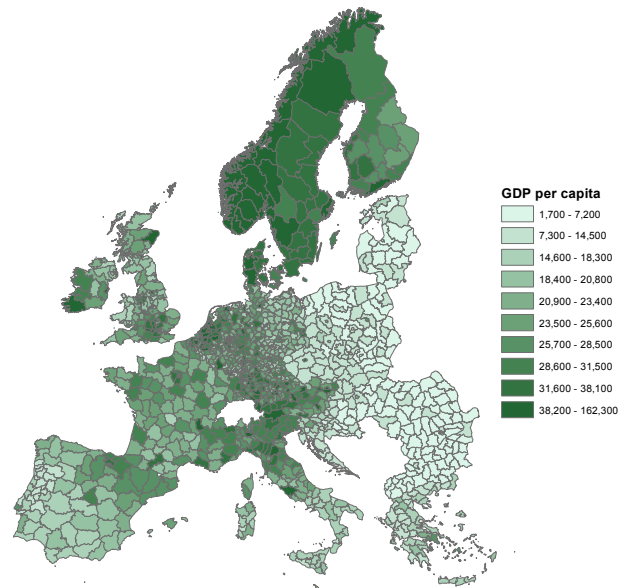 GDP per capita
1,700 - 7,200
7,300 - 14,500
14,600 - 18,300
18,400 - 20,800
20,900 - 23,400
23,500 - 25,600
25,700 - 28,500
28,600 - 31,500
31,600 - 38,100
38,200 - 162,300